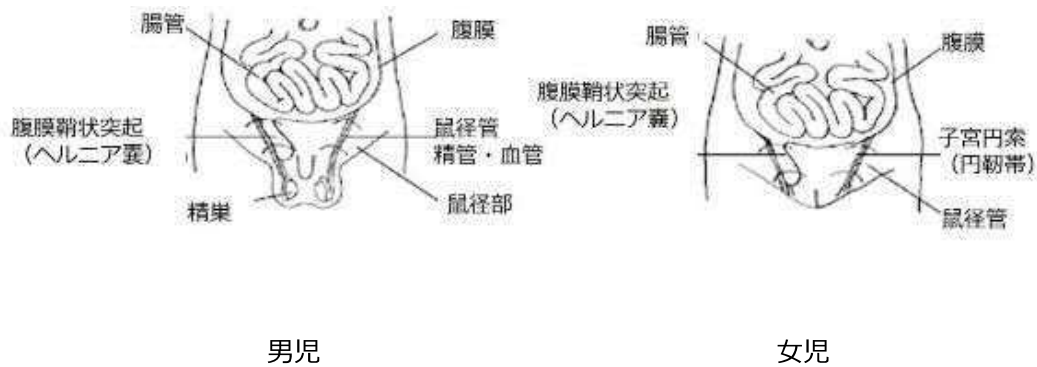 腸管
腹膜
腹膜鞘状突起
（ヘルニア嚢）
鼠径管
精管・血管
精巣
鼠径部
男児
腸管
腹膜
腹膜鞘状突起
（ヘルニア嚢）
子宮円索
（円靭帯）
鼠径管
女児